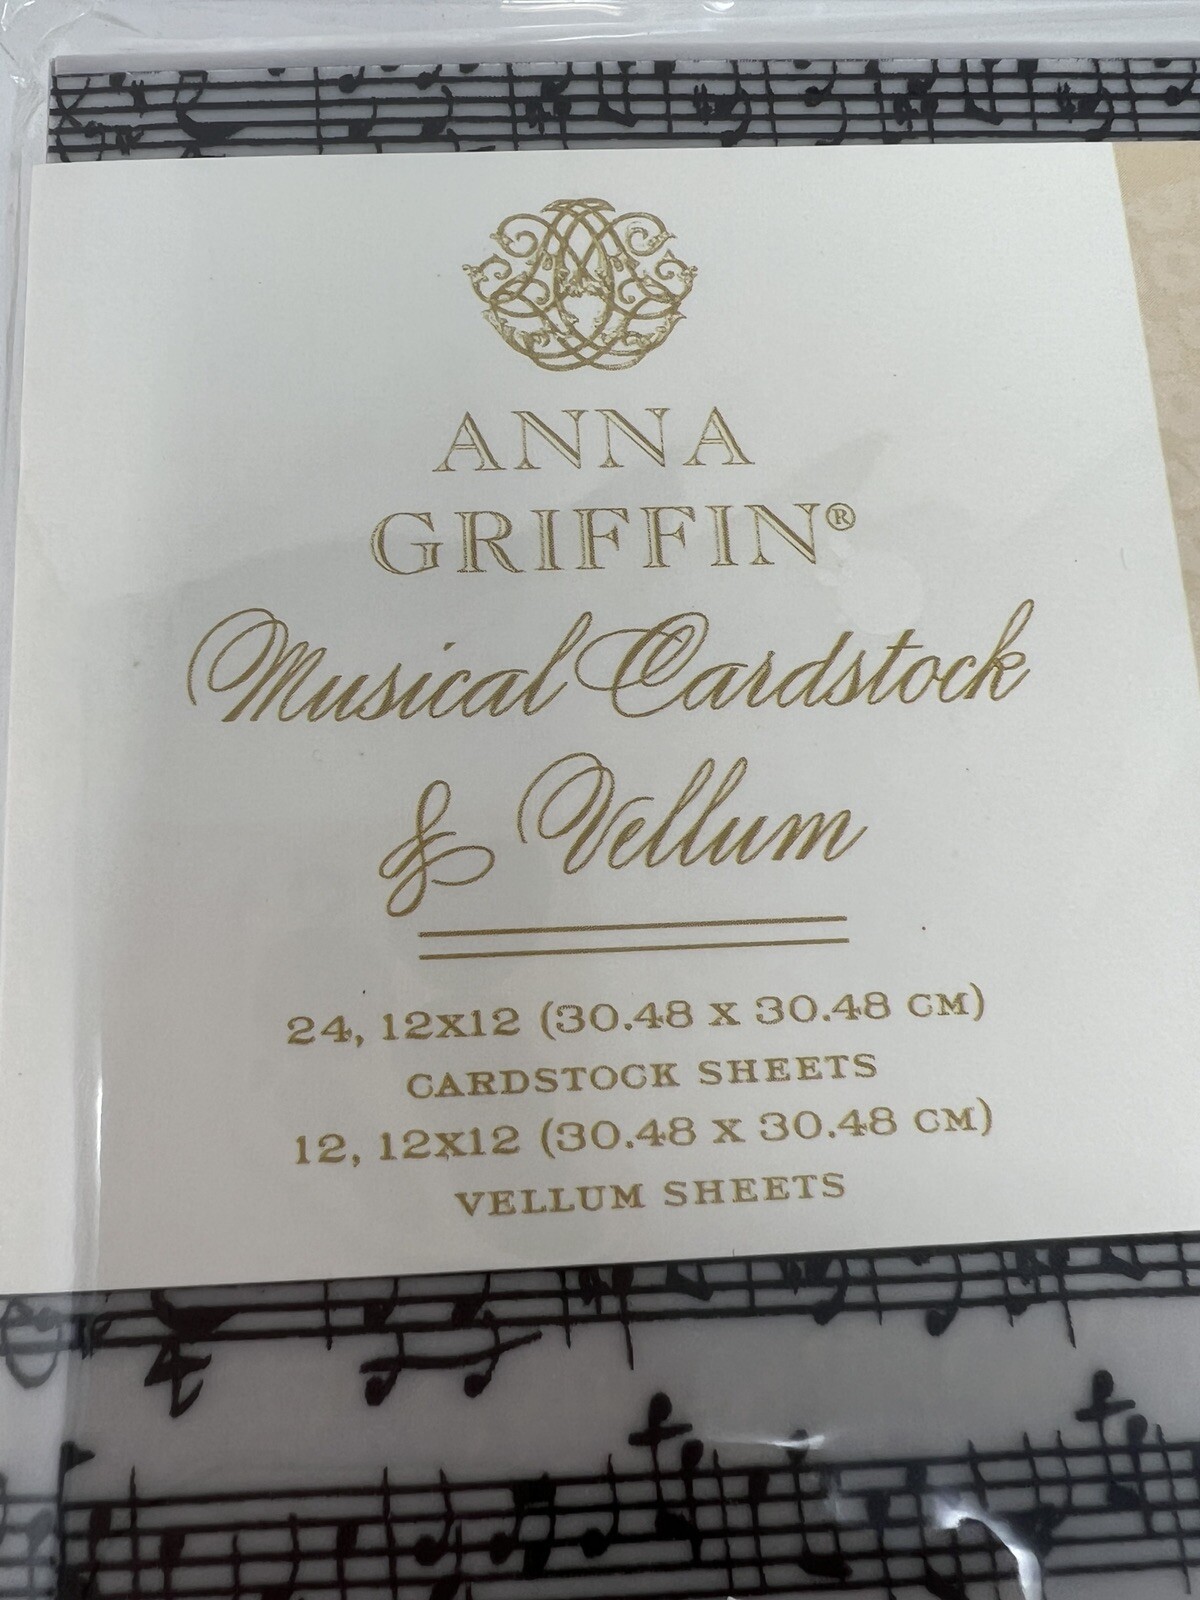 ANNA
GRIFFIN®
Musical Cardstock
& Vellum
24, 12x12 (30.48 x 30.48 CM)
CARDSTOCK SHEETS
12, 12x12 (30.48 x 30.48 CM)
VELLUM SHEETS